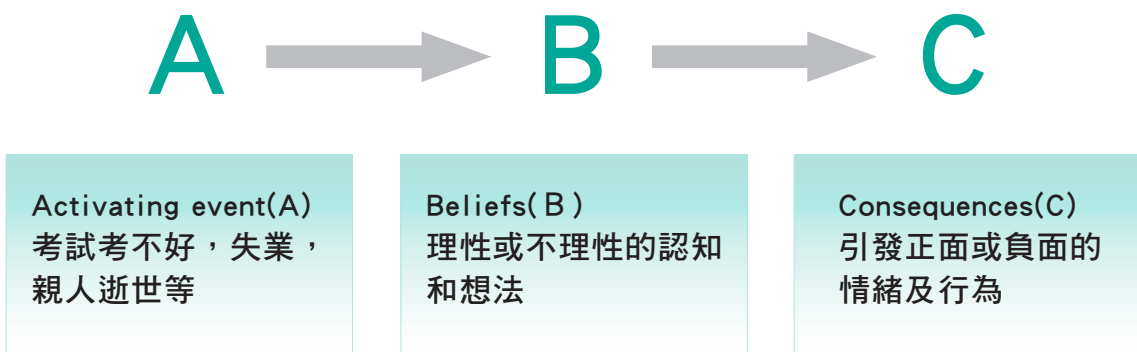 A
B
C
Activating event(A)
考試考不好，失業，
親人逝世等
Beliefs(B)
理性或不理性的認知
和想法
Consequences(C)
引發正面或負面的
情緒及行為